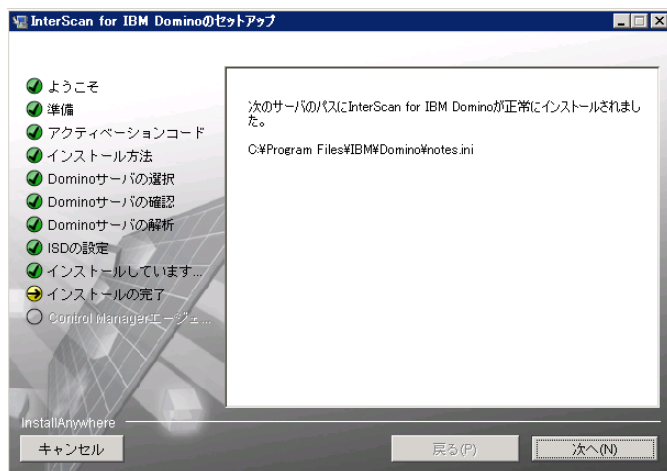 InterScan for IBM Dominoのセットアップ
ようこそ
準備
アクティベーションコード
インストール方法
Dominoサーバの選択
Dominoサーバの確認
Dominoサーバの解析
ISDの設定
インストールしています...
インストールの完了
Control Managerエージェ...
次のサーバのパスにInterScan for IBM Dominoが正常にインストールされまし
た。
C:¥Program Files¥IBM¥Domino¥notes.ini
InstallAnywhere
キャンセル
戻る(P)
次へ(N)